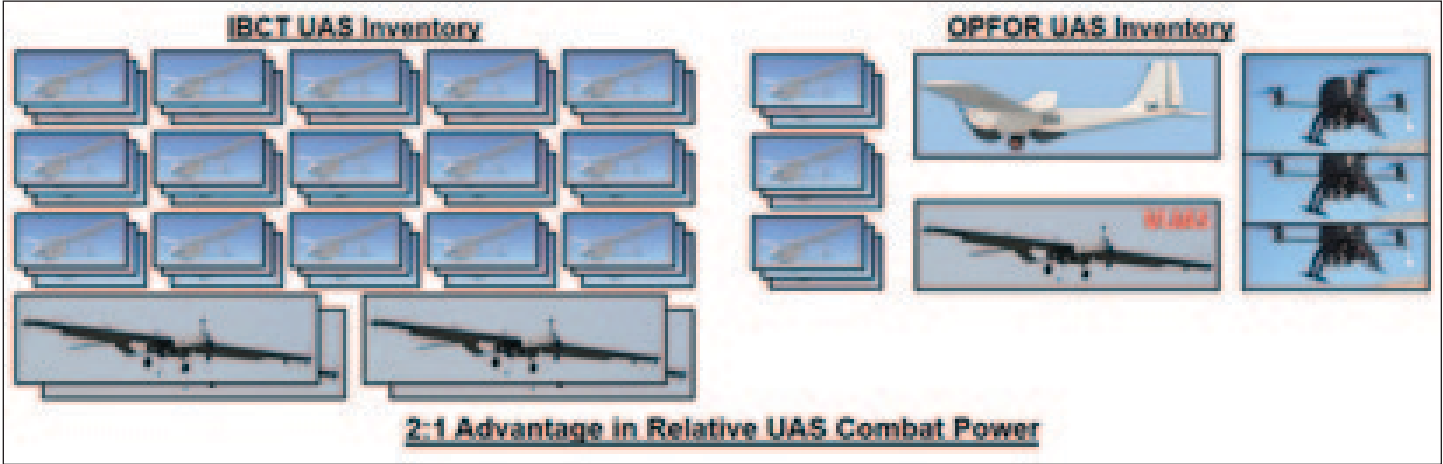 IBCT UAS Inventory
OPFOR UAS Inventory
2:1 Advantage in Relative UAS Combat Power